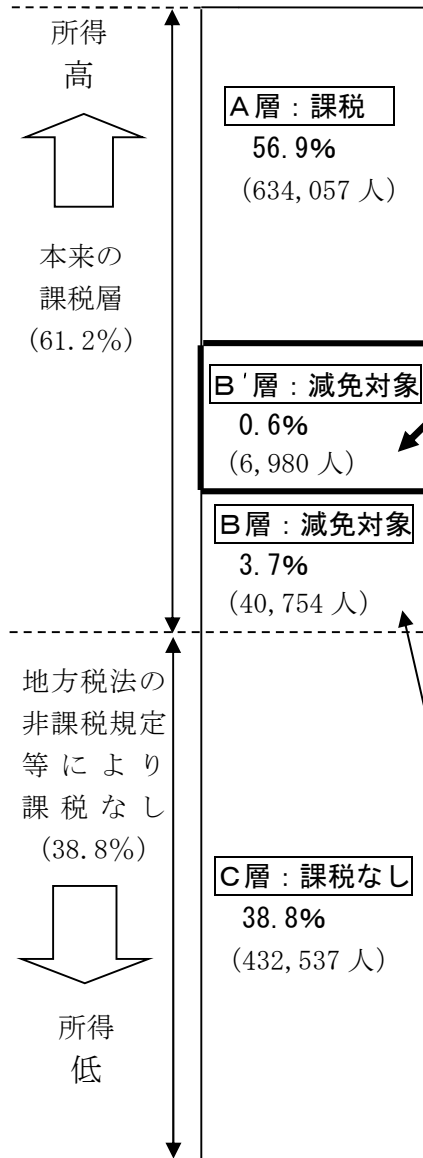 所得
高
本来の
課税層
(61.2%)
A層：課税
56.9%
(634,057人)
B'層：減免対象
0.6%
(6,980人)
B層：減免対象
3.7%
(40,754人)
地方税法の
非課税規定
等により
課税なし
(38.8%)
所得
低
C層：課税なし
38.8%
(432,537人)